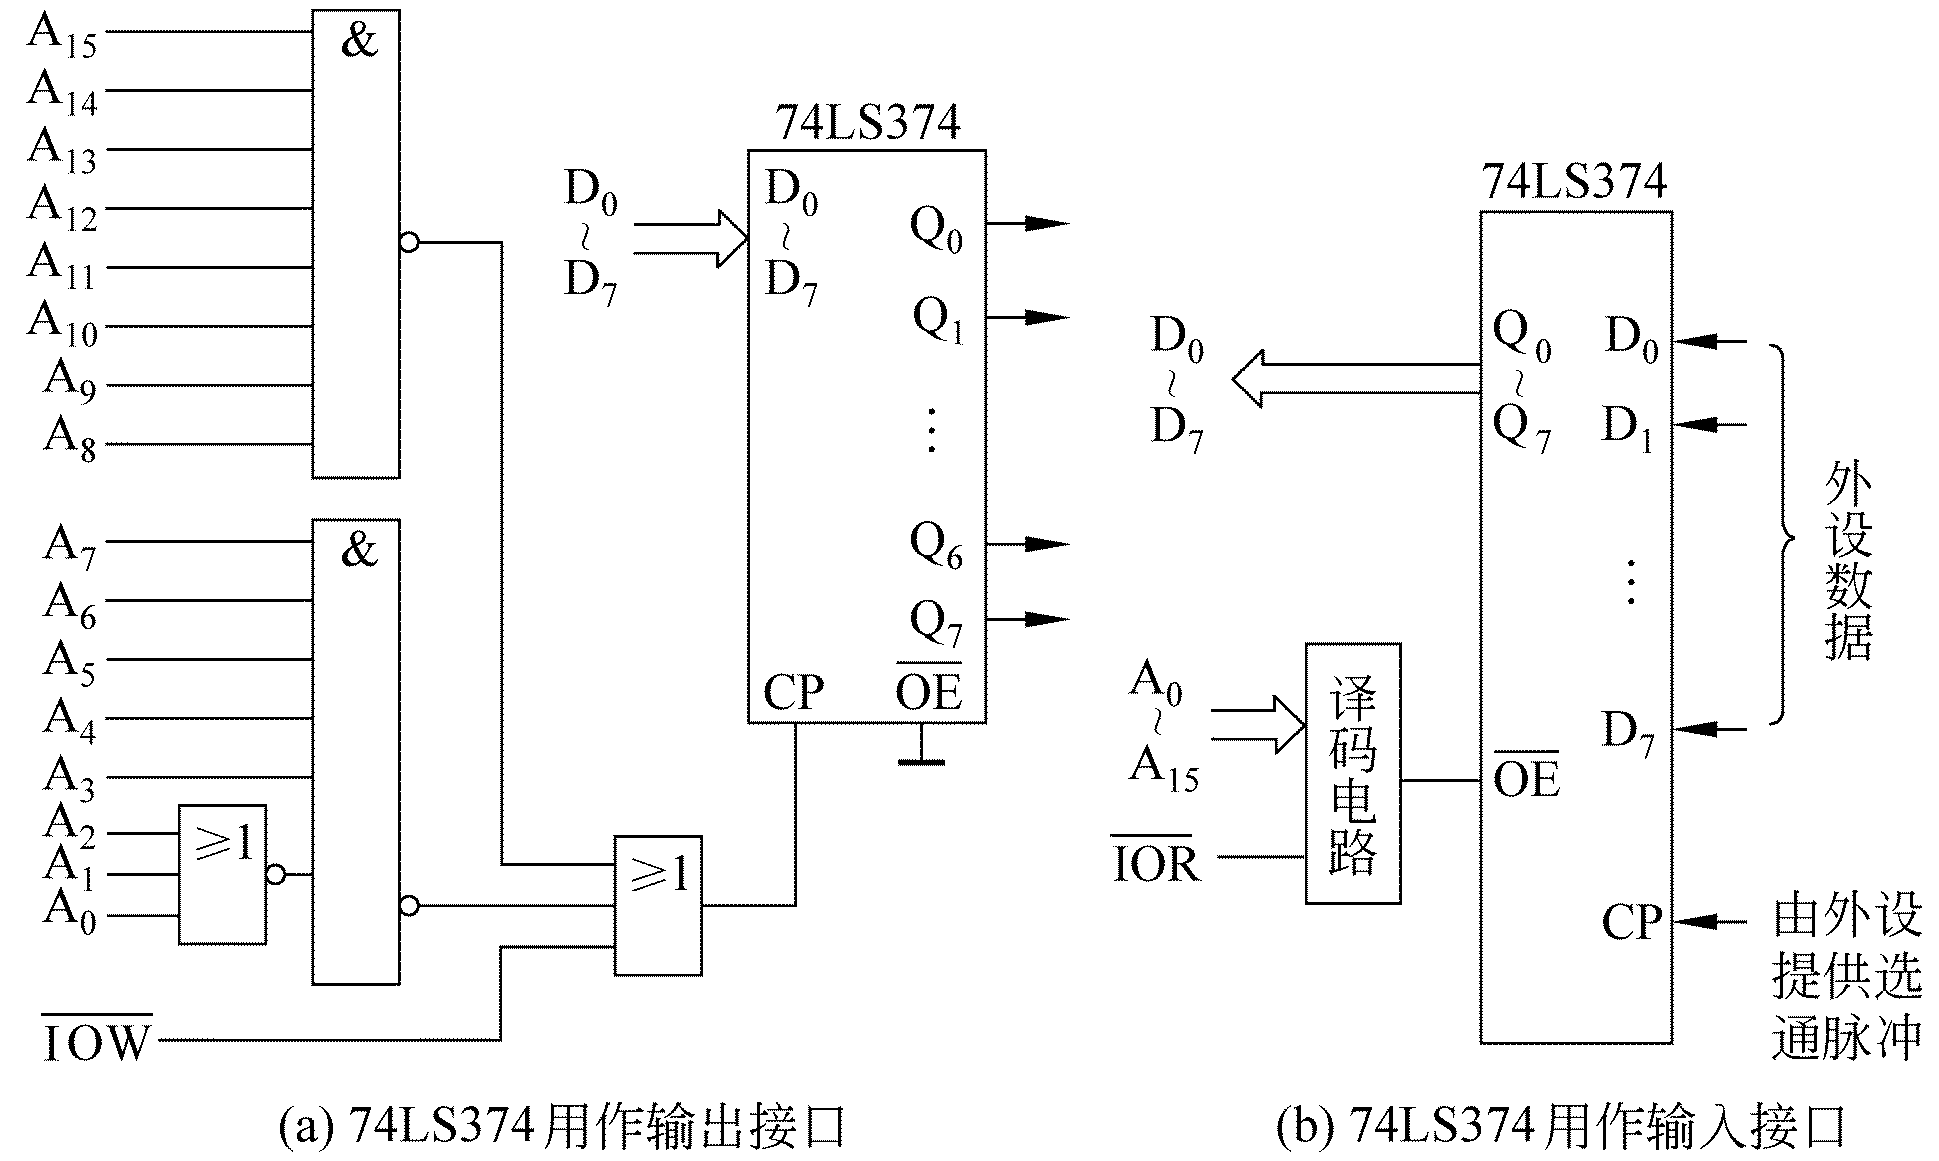 A15
A14
A13
A12
A11
A10
A9
A8
&
A7
A6
A5
A4
A3
A2
A1
A0
&
≥1
IOW
≥1
74LS374
D0
~
D7
D0
~
D7
Q0
Q1
⋮
Q6
Q7
CP
OE
(a) 74LS374用作输出接口
74LS374
D0
~
D7
Q0
~
Q7
D0
D1
⋮
D7
外设数据
A0
~
A15
IOR
译码电路
OE
CP
由外设
提供选
通脉冲
(b) 74LS374用作输入接口